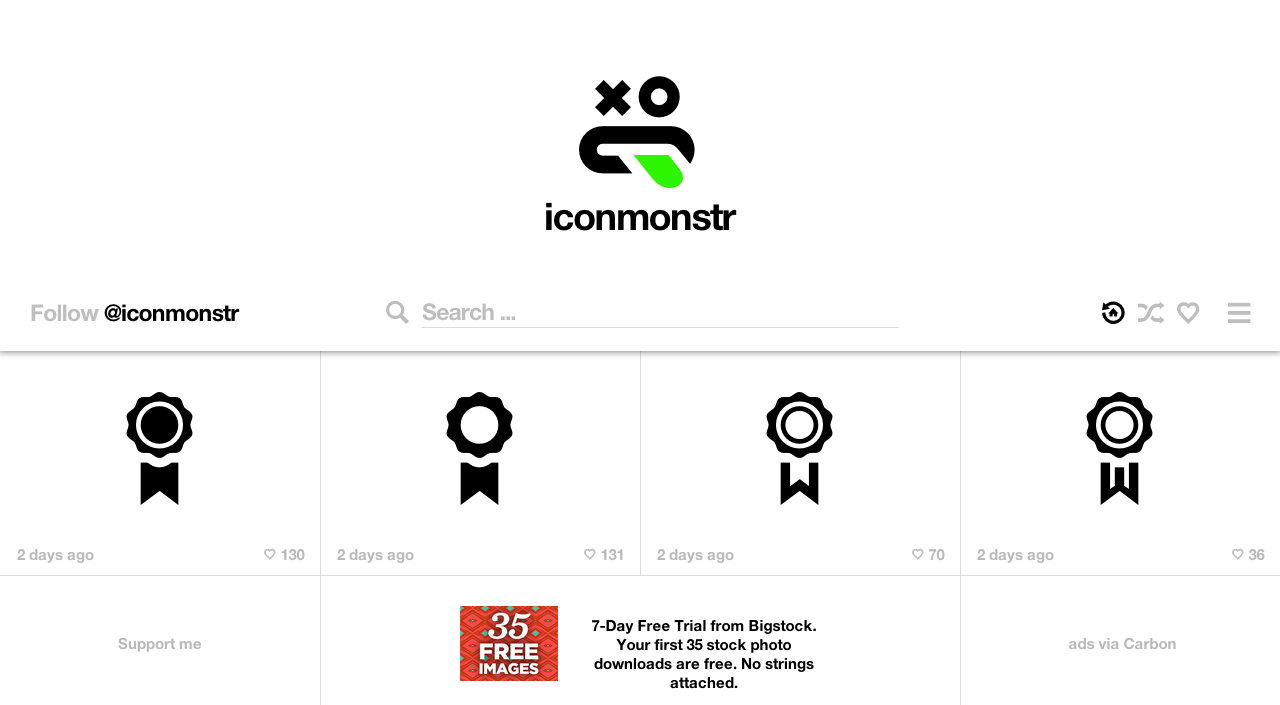 iconmonstr
Follow @iconmonstr
Search ...
2 days ago
130
2 days ago
131
2 days ago
70
2 days ago
36
Support me
35
FREE
IMAGES
7-Day Free Trial from Bigstock.
Your first 35 stock photo
downloads are free. No strings
attached.
ads via Carbon